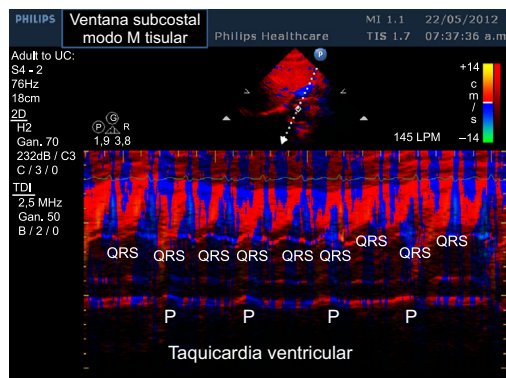 PHILIPS
Ventana subcostal
modo M tisular
Philips Healthcare
MI 1.1
22/05/2012
TIS 1.7
07:37:36 a.m
Adult to UC:
S4 - 2
76Hz
18cm
2D
H2
Gan. 70
232dB / C3
C / 3 / 0
TDI
2,5 MHz
Gan. 50
B / 2 / 0
P
G
P
R
1,9 3,8
+14
c
m
/
s
-14
145 LPM
QRS QRS QRS QRS QRS QRS QRS QRS QRS
P P P P
Taquicardia ventricular